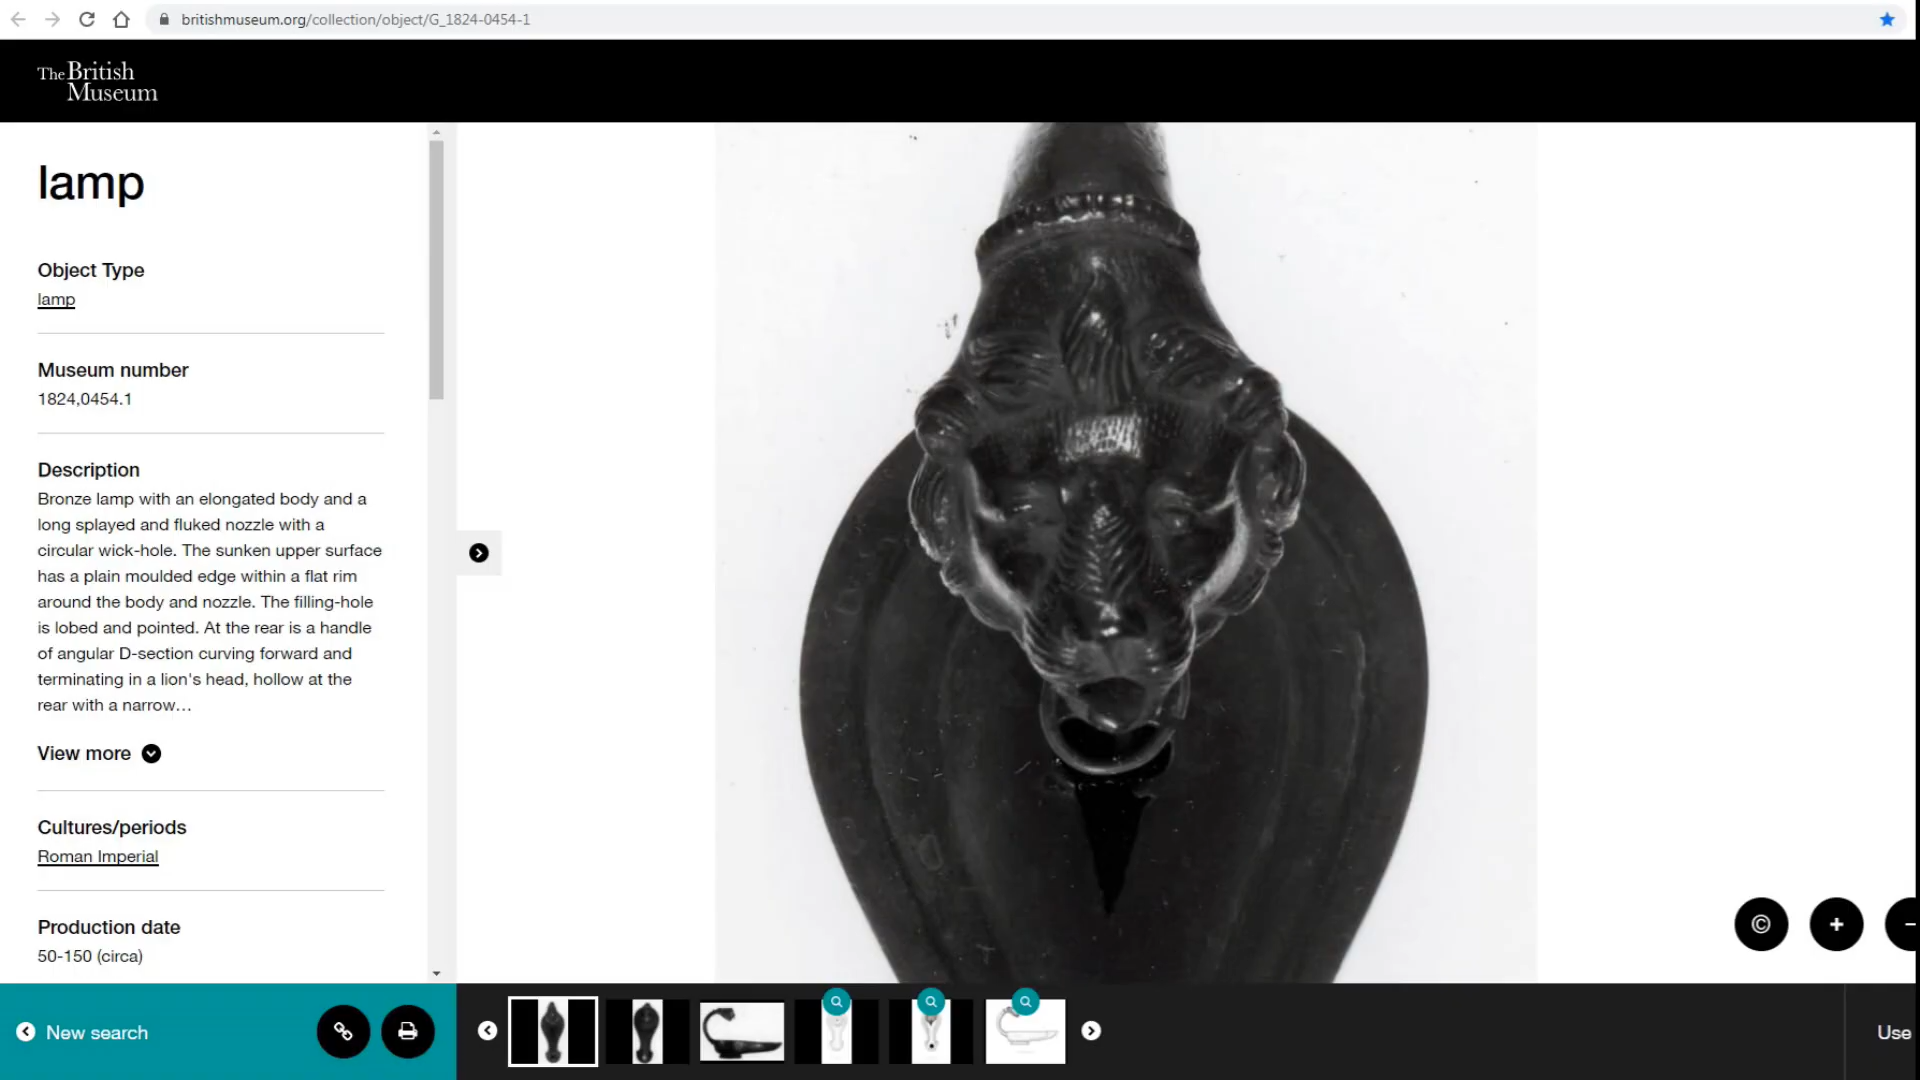 britishmuseum.org/collection/object/G_1824-0454-1
The British
Museum
lamp
Object Type
lamp
Museum number
1824,0454.1
Description
Bronze lamp with an elongated body and a
long splayed and fluked nozzle with a
circular wick-hole. The sunken upper surface
has a plain moulded edge within a flat rim
around the body and nozzle. The filling-hole
is lobed and pointed. At the rear is a handle
of angular D-section curving forward and
terminating in a lion's head, hollow at the
rear with a narrow…
View more
Cultures/periods
Roman Imperial
Production date
50-150 (circa)
©
New search
Use